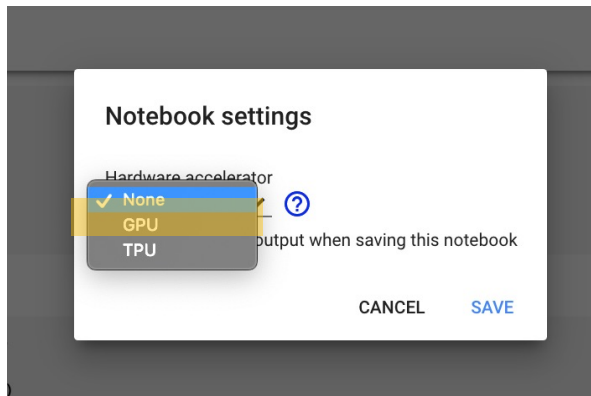 Notebook settings
Hardware accelerator
✓ None
GPU
TPU
output when saving this notebook
CANCEL SAVE